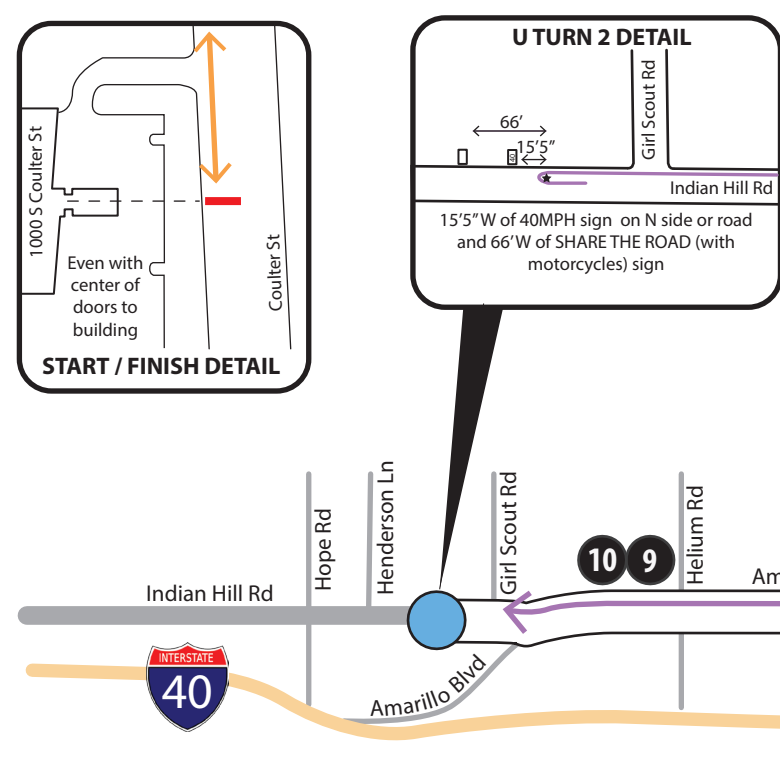 1000 S Coulter St
Even with
center of
doors to
building
Coulter St
START / FINISH DETAIL
U TURN 2 DETAIL
Girl Scout Rd
66’
40
15’5”
Indian Hill Rd
15’5” W of 40MPH sign on N side or road
and 66’ W of SHARE THE ROAD (with
motorcycles) sign
Indian Hill Rd
Hope Rd
Henderson Ln
Girl Scout Rd
10
9
Helium Rd
Am
INTERSTATE
40
Amarillo Blvd